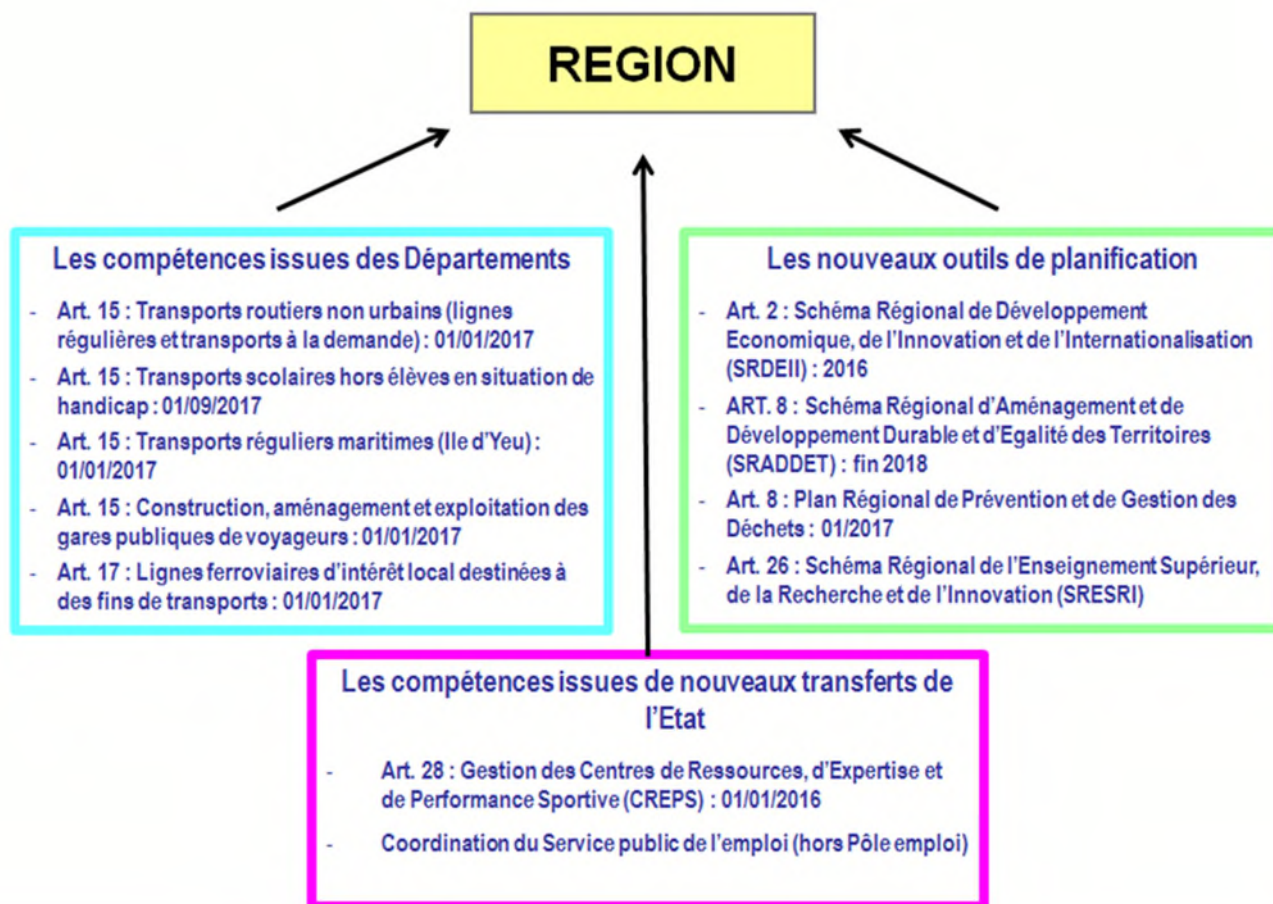 REGION
Les compétences issues des Départements
- Art. 15 : Transports routiers non urbains (lignes
régulières et transports à la demande) : 01/01/2017
- Art. 15 : Transports scolaires hors élèves en situation de
handicap : 01/09/2017
- Art. 15 : Transports réguliers maritimes (Ile d'Yeu) :
01/01/2017
- Art. 15 : Construction, aménagement et exploitation des
gares publiques de voyageurs : 01/01/2017
- Art. 17 : Lignes ferroviaires d'intérêt local destinées à
des fins de transports : 01/01/2017
Les nouveaux outils de planification
- Art. 2 : Schéma Régional de Développement
Economique, de l'Innovation et de l'Internationalisation
(SRDEII) : 2016
- ART. 8 : Schéma Régional d'Aménagement et de
Développement Durable et d'Egalité des Territoires
(SRADDET) : fin 2018
- Art. 8 : Plan Régional de Prévention et de Gestion des
Déchets : 01/2017
- Art. 26 : Schéma Régional de l'Enseignement Supérieur,
de la Recherche et de l'Innovation (SRESRI)
Les compétences issues de nouveaux transferts de
l'Etat
- Art. 28 : Gestion des Centres de Ressources, d'Expertise et
de Performance Sportive (CREPS) : 01/01/2016
- Coordination du Service public de l'emploi (hors Pôle emploi)